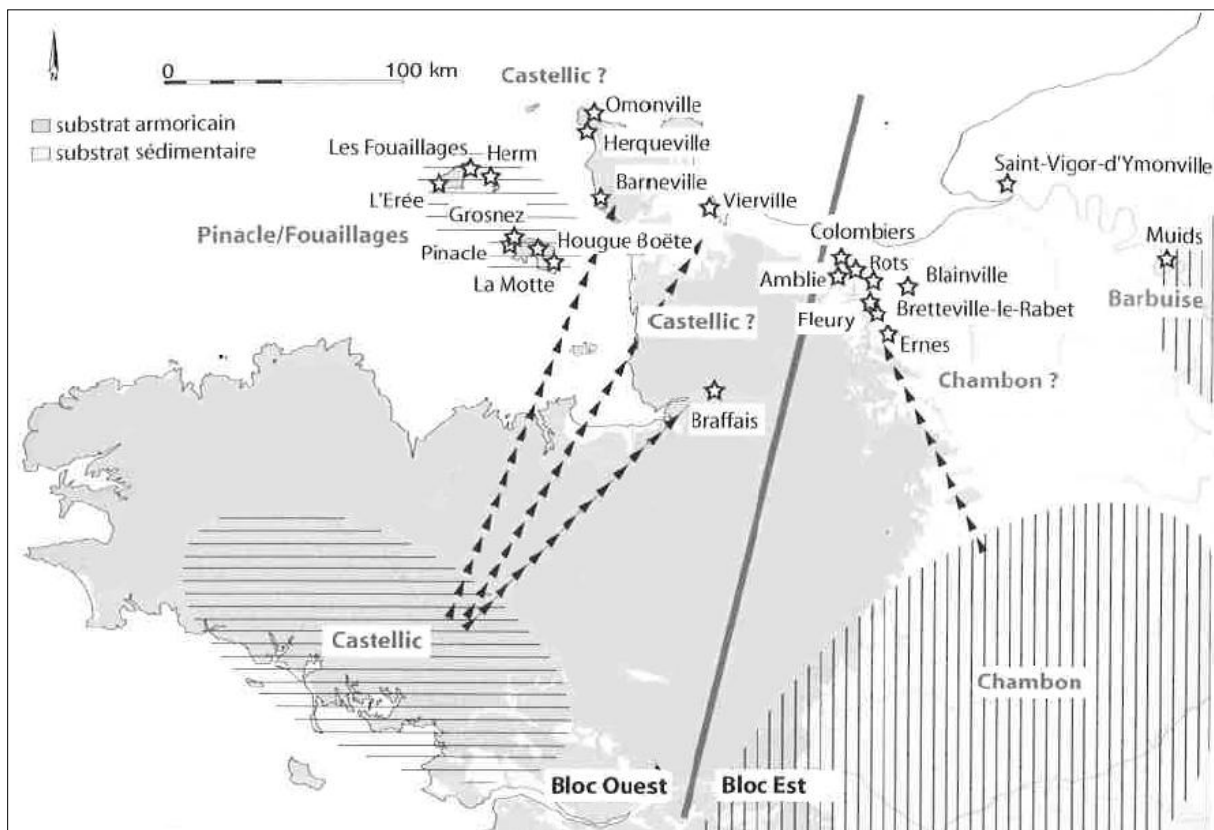 N
0
100 km
substrat armoricain
substrat sédimentaire
Castellic ?
Omonville
Herqueville
Les Fouaillages
Herm
L'Erée
Barneville
Vierville
Saint-Vigor-d'Ymonville
Grosnez
Pinacle/Fouaillages
Pinacle
Hougue Boëte
La Motte
Colombiers
Rots
Muids
Amblie
Blainville
Barbuise
Castellic ?
Fleury
Bretteville-le-Rabet
Ernes
Chambon ?
Braffais
Castellic
Chambon
Bloc Ouest
Bloc Est